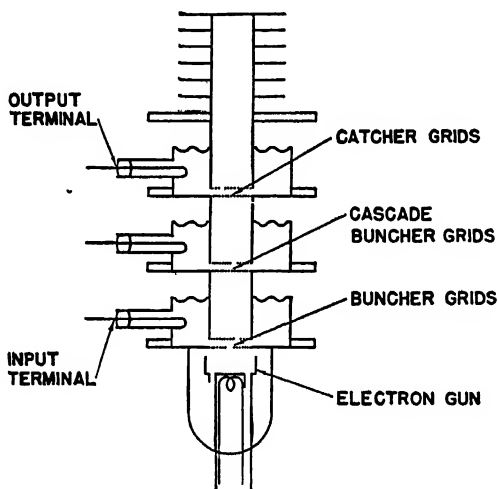 OUTPUT
TERMINAL
CATCHER GRIDS
CASCADE
BUNCHER GRIDS
BUNCHER GRIDS
INPUT
TERMINAL
ELECTRON GUN